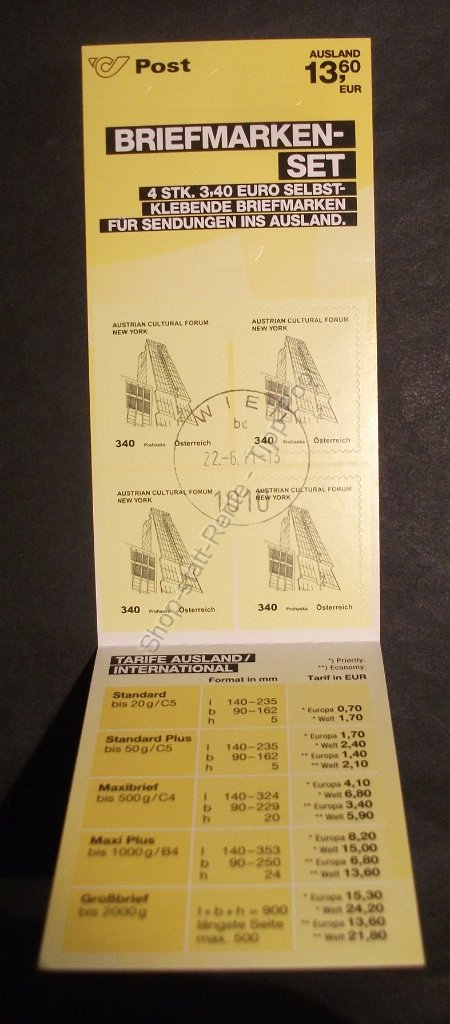 Post
AUSLAND
13,60
EUR
BRIEFMARKEN-
SET
4 STK. 3,40 EURO SELBST-
KLEBENDE BRIEFMARKEN
FÜR SENDUNGEN INS AUSLAND.
AUSTRIAN CULTURAL FORUM
NEW YORK
340 Prohaska Österreich
AUSTRIAN CULTURAL FORUM
NEW YORK
340 Prohaska Österreich
WIEN
bc
22.-6.11-13
1010
AUSTRIAN CULTURAL FORUM
NEW YORK
340 Prohaska Österreich
AUSTRIAN CULTURAL FORUM
NEW YORK
340 Prohaska Österreich
TARIFE AUSLAND/
INTERNATIONAL
*) Priority:
**) Economy:
Format in mm Tarif in EUR
Standard
bis 20g/C5
l 140-235
b 90-162
h 5
* Europa 0,70
* Welt 1,70
Standard Plus
bis 50g/C5
l 140-235
b 90-162
h 5
* Europa 1,70
* Welt 2,40
** Europa 1,40
** Welt 2,10
Maxibrief
bis 500g/C4
l 140-324
b 90-229
h 20
* Europa 4,10
* Welt 6,80
** Europa 3,40
** Welt 5,90
Maxi Plus
bis 1000g/B4
l 140-353
b 90-250
h 24
* Europa 8,20
* Welt 15,00
** Europa 6,80
** Welt 13,60
Großbrief
bis 2000g
l+b+h = 900
längste Seite
max. 600
* Europa 15,30
* Welt 24,20
** Europa 13,60
** Welt 21,80